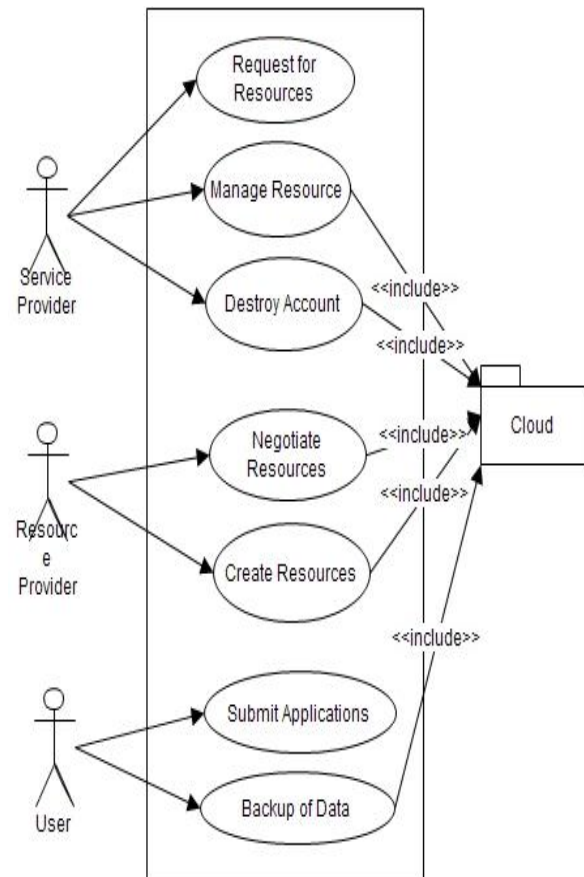 Request for
Resources
Manage Resource
Service
Provider
<<include>>
Destroy Account
<<include>>
Cloud
Negotiate
Resources
<<include>>
<<include>>
Resourc
e
Provider
Create Resources
<<include>>
Submit Applications
User
Backup of Data